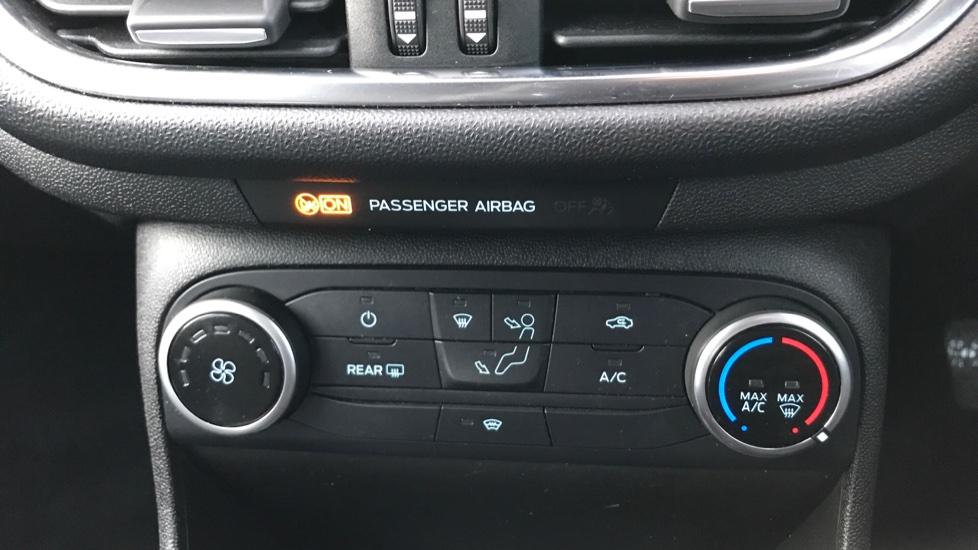 ON PASSENGER AIRBAG OFF
REAR
A/C
MAX MAX
A/C